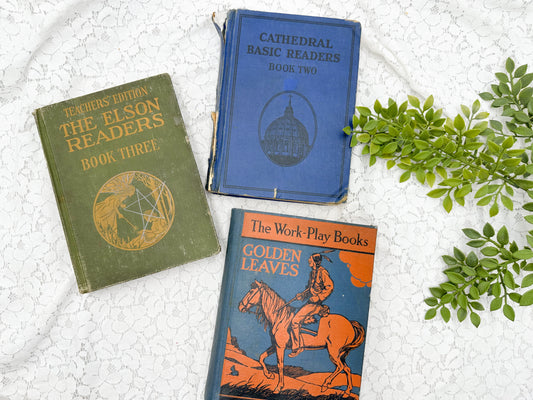 TEACHERS' EDITION
THE ELSON
READERS
BOOK THREE
CATHEDRAL
BASIC READERS
BOOK TWO
The Work-Play Books
GOLDEN
LEAVES